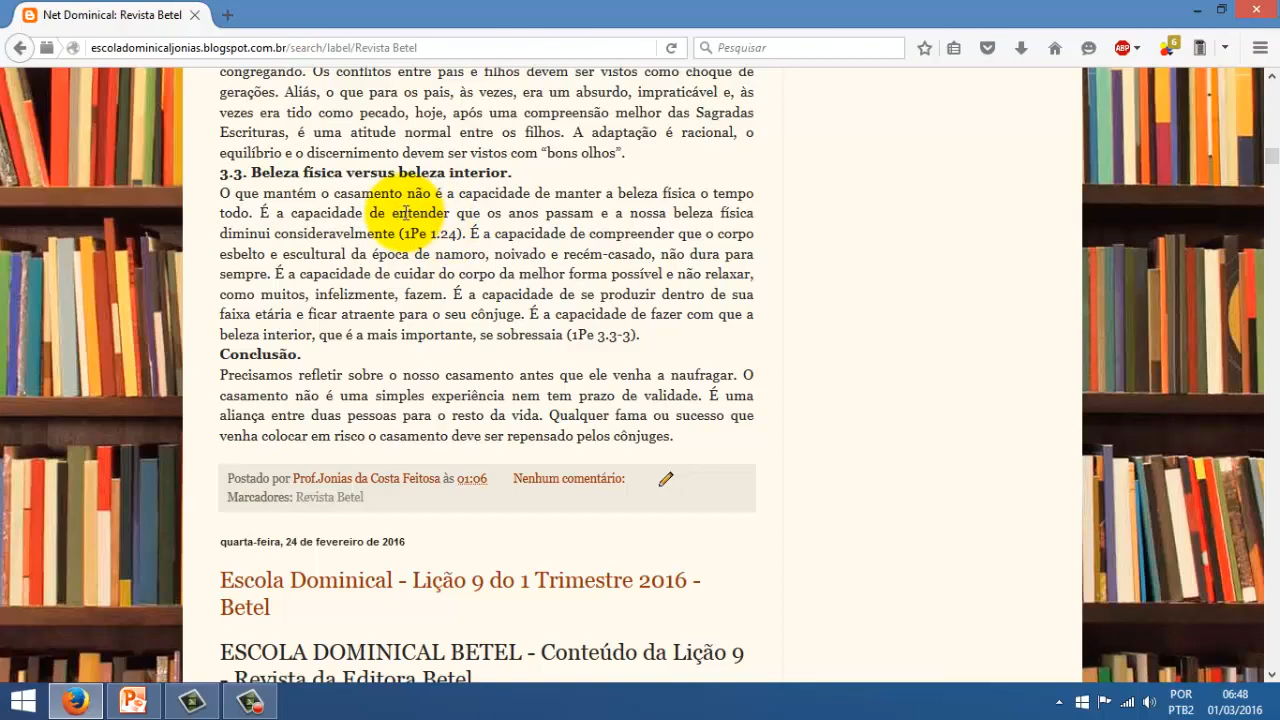 Net Dominical: Revista Betel
escoladominicaljonias.blogspot.com.br/search/label/Revista Betel
Pesquisar
ABP
6
congregando. Os conflitos entre pais e filhos devem ser vistos como choque de
gerações. Aliás, o que para os pais, às vezes, era um absurdo, impraticável e, às
vezes era tido como pecado, hoje, após uma compreensão melhor das Sagradas
Escrituras, é uma atitude normal entre os filhos. A adaptação é racional, o
equilíbrio e o discernimento devem ser vistos com “bons olhos”.
3.3. Beleza física versus beleza interior.
O que mantém o casamento não é a capacidade de manter a beleza física o tempo
todo. É a capacidade de entender que os anos passam e a nossa beleza física
diminui consideravelmente (1Pe 1.24). É a capacidade de compreender que o corpo
esbelto e escultural da época de namoro, noivado e recém-casado, não dura para
sempre. É a capacidade de cuidar do corpo da melhor forma possível e não relaxar,
como muitos, infelizmente, fazem. É a capacidade de se produzir dentro de sua
faixa etária e ficar atraente para o seu cônjuge. É a capacidade de fazer com que a
beleza interior, que é a mais importante, se sobressaia (1Pe 3.3-3).
Conclusão.
Precisamos refletir sobre o nosso casamento antes que ele venha a naufragar. O
casamento não é uma simples experiência nem tem prazo de validade. É uma
aliança entre duas pessoas para o resto da vida. Qualquer fama ou sucesso que
venha colocar em risco o casamento deve ser repensado pelos cônjuges.
Postado por Prof.Jonias da Costa Feitosa às 01:06 Nenhum comentário:
Marcadores: Revista Betel
quarta-feira, 24 de fevereiro de 2016
Escola Dominical - Lição 9 do 1 Trimestre 2016 -
Betel
ESCOLA DOMINICAL BETEL - Conteúdo da Lição 9
- Revista da Editora Betel
POR
PTB2
06:48
01/03/2016